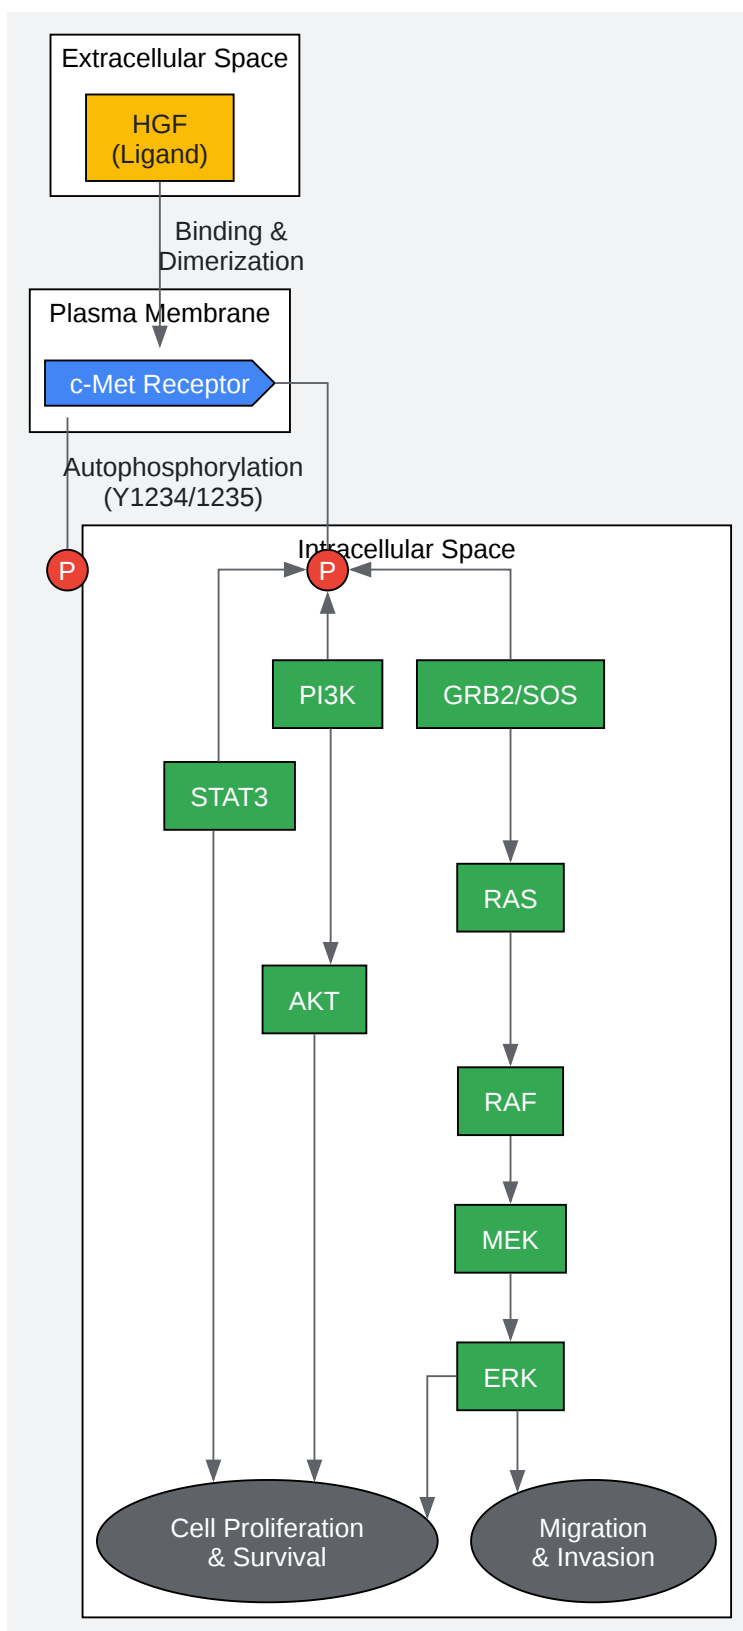 Extracellular Space
HGF
(Ligand)
Binding &
Dimerization
Plasma Membrane
c-Met Receptor
Autophosphorylation
(Y1234/1235)
Intracellular Space
P
P
PI3K
GRB2/SOS
STAT3
RAS
AKT
RAF
MEK
ERK
Cell Proliferation
& Survival
Migration
& Invasion